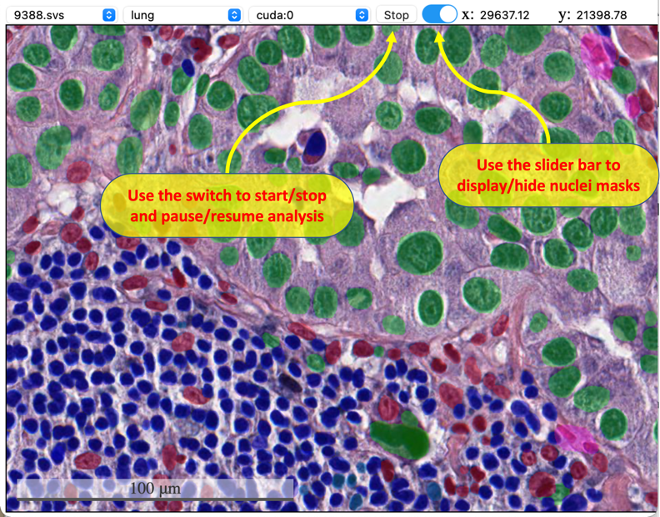 9388.svs lung cuda:0 Stop x: 29637.12 y: 21398.78
Use the switch to start/stop
and pause/resume analysis
Use the slider bar to
display/hide nuclei masks
100 μm